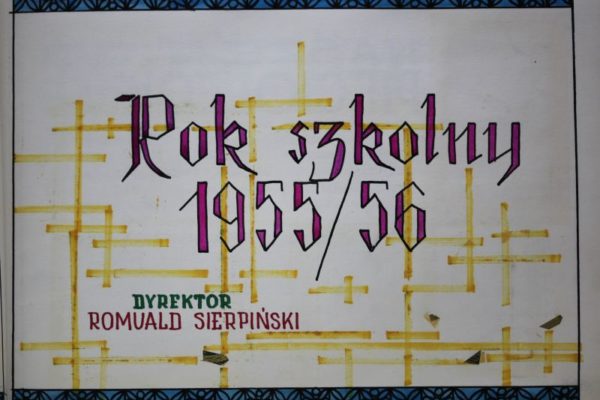 Rok szkolny
1955/56
DYREKTOR
ROMUALD SIERPIŃSKI